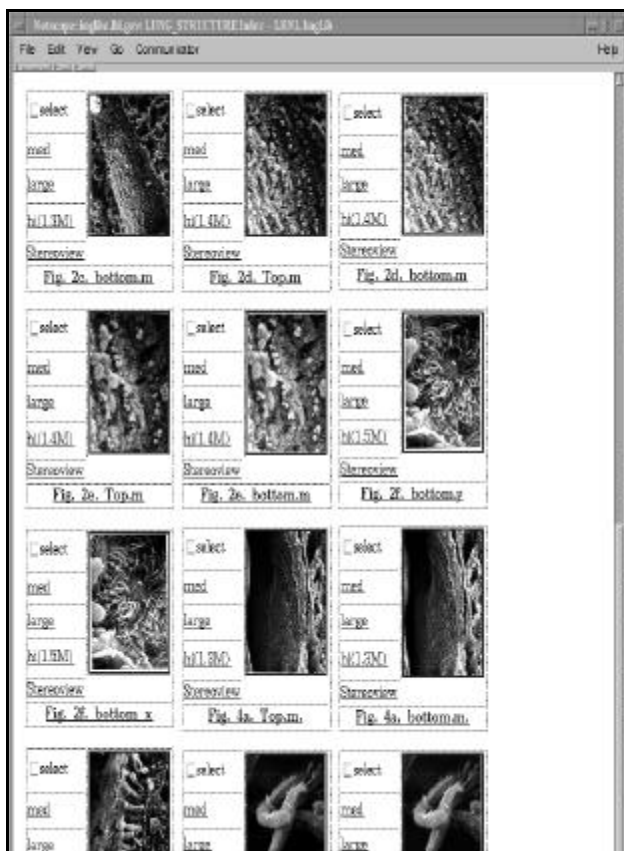 Netscape: LUNG_STRUCTURE Index - LBNL ImgLib
File Edit View Go Communicator Help
select select select
med med med
large large large
hi(1.3M) hi(1.4M) hi(1.4M)
Stereoview Stereoview Stereoview
Fig. 2c. bottom.m Fig. 2d. Top.m Fig. 2d. bottom.m
select select select
med med med
large large large
hi(1.4M) hi(1.4M) hi(1.5M)
Stereoview Stereoview Stereoview
Fig. 2e. Top.m Fig. 2e. bottom.m Fig. 2f. bottom.y
select select select
med med med
large large large
hi(1.5M) hi(1.3M) hi(1.3M)
Stereoview Stereoview Stereoview
Fig. 2f. bottom x Fig. 4a. Top.m. Fig. 4a. bottom.m.
select select select
med med med
large large large